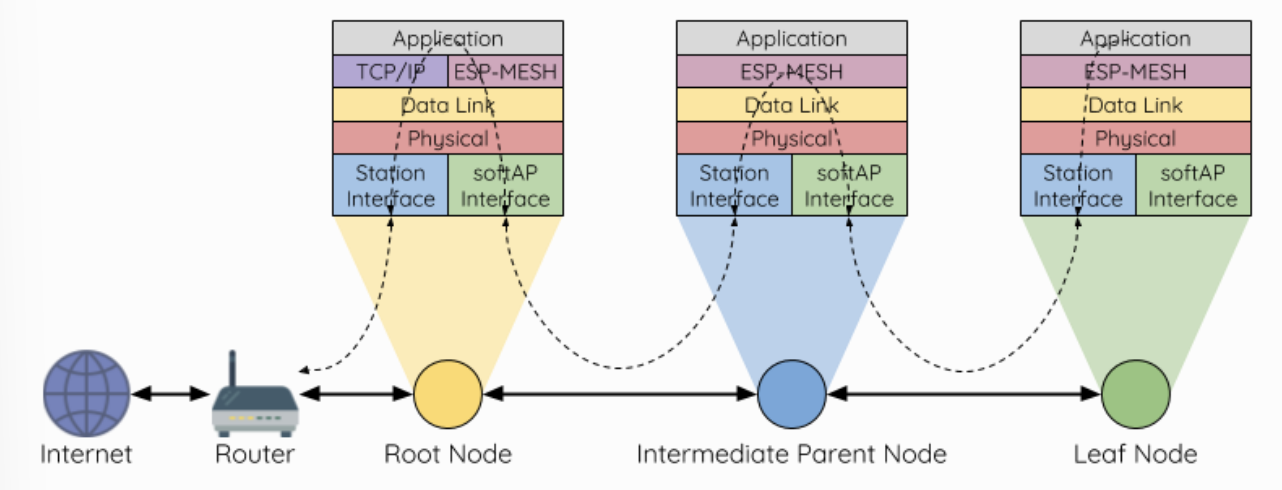 Application
TCP/IP ESP-MESH
Data Link
Physical
Station Interface
softAP Interface
Application
ESP-MESH
Data Link
Physical
Station Interface
softAP Interface
Application
ESP-MESH
Data Link
Physical
Station Interface
softAP Interface
Internet
Router
Root Node
Intermediate Parent Node
Leaf Node